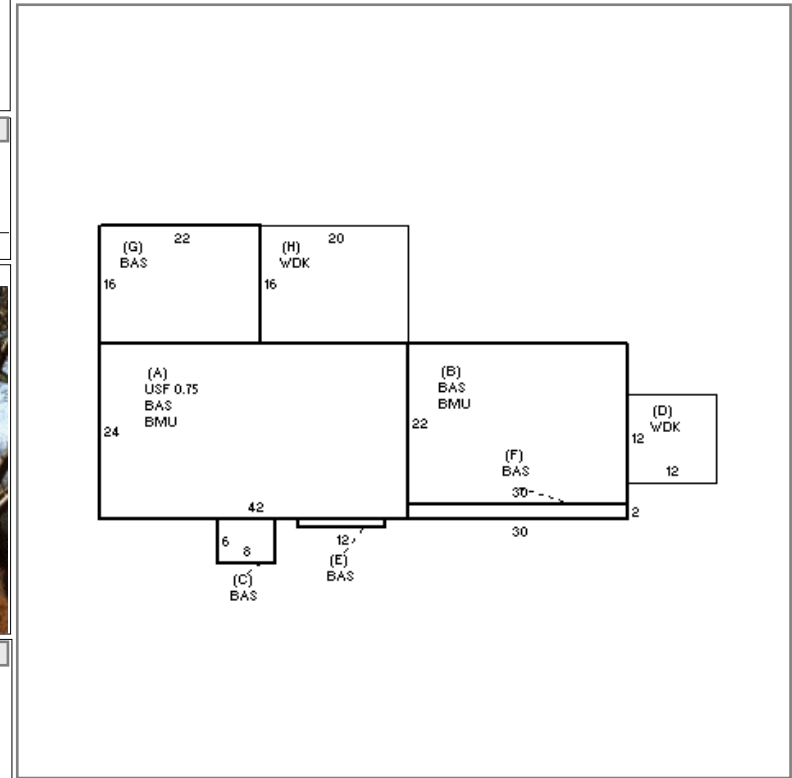 22
(G)
BAS
16
20
(H)
WDK
16
(A)
USF 0.75
BAS
BMU
24
42
(B)
BAS
BMU
22
(F)
BAS
30
(D)
WDK
12
12
2
30
6
8
(C)
BAS
12
(E)
BAS